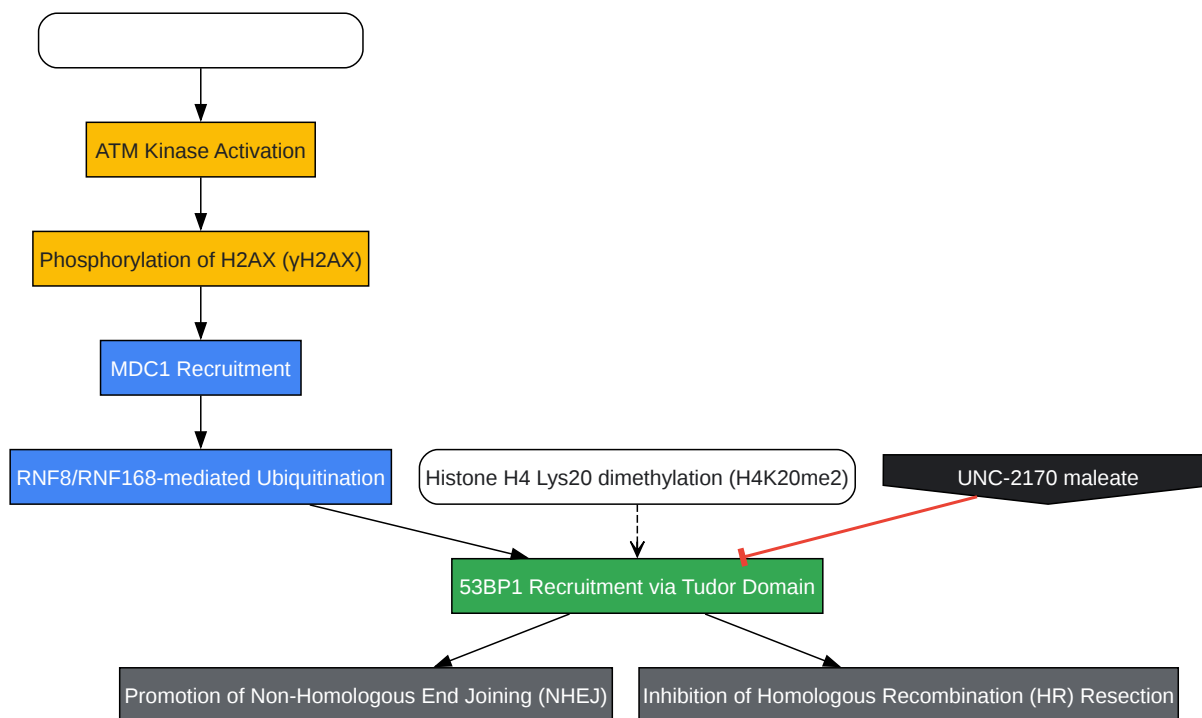 ATM Kinase Activation
Phosphorylation of H2AX (γH2AX)
MDC1 Recruitment
RNF8/RNF168-mediated Ubiquitination
Histone H4 Lys20 dimethylation (H4K20me2)
UNC-2170 maleate
53BP1 Recruitment via Tudor Domain
Promotion of Non-Homologous End Joining (NHEJ)
Inhibition of Homologous Recombination (HR) Resection